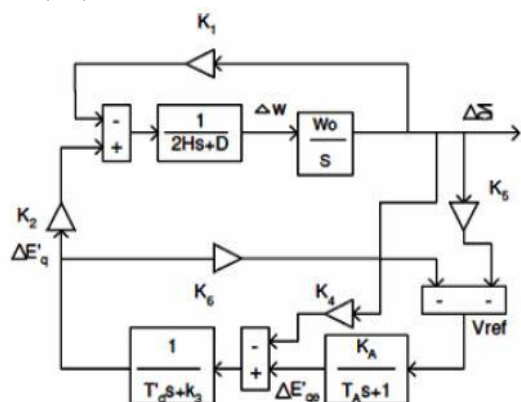 K1
-
+
1
2Hs+D
Δw
Wo
S
Δδ
K5
K2
ΔE'q
K6
K4
- -
Vref
1
T'ds+k3
-
+
ΔE'qe
KA
TAs+1